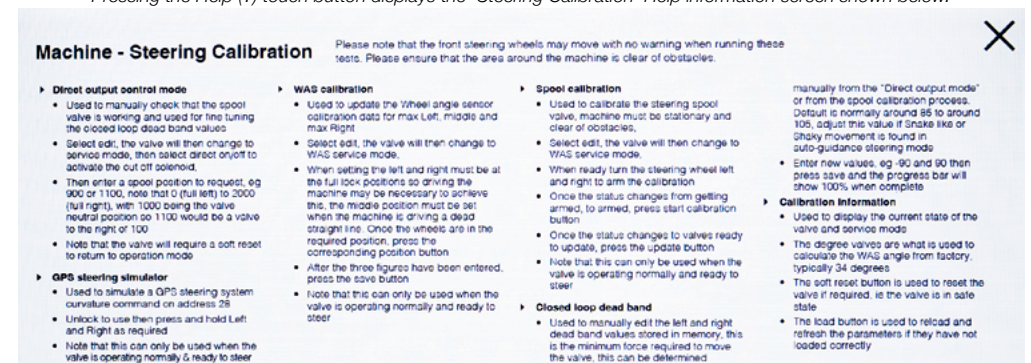 Pressing the Help (?) touch button displays the 'Steering Calibration' Help information screen shown below.
Machine - Steering Calibration
Please note that the front steering wheels may move with no warning when running these
tests. Please ensure that the area around the machine is clear of obstacles.
Direct output control mode
• Used to manually check that the spool
valve is working and used for fine tuning
the closed loop dead band values
• Select edit, the valve will then change to
service mode, then select direct on/off to
activate the cut off solenoid,
• Then enter a spool position to request, eg
900 or 1100, note that 0 (full left) to 2000
(full right), with 1000 being the valve
neutral position so 1100 would be a valve
to the right of 100
• Note that the valve will require a soft reset
to return to operation mode
GPS steering simulator
• Used to simulate a GPS steering system
curvature command on address 28
• Unlock to use then press and hold Left
and Right as required
• Note that this can only be used when the
valve is operating normally & ready to steer
WAS calibration
• Used to update the Wheel angle sensor
calibration data for max Left, middle and
max Right
• Select edit, the valve will then change to
WAS service mode,
• When setting the left and right must be at
the full lock positions so driving the
machine may be necessary to achieve
this, the middle position must be set
when the machine is driving a dead
straight line. Once the wheels are in the
required position, press the
corresponding position button
• After the three figures have been entered,
press the save button
• Note that this can only be used when the
valve is operating normally and ready to
steer
Spool calibration
• Used to calibrate the steering spool
valve, machine must be stationary and
clear of obstacles,
• Select edit, the valve will then change to
WAS service mode,
• When ready turn the steering wheel left
and right to arm the calibration
• Once the status changes from getting
armed, to armed, press start calibration
button
• Once the status changes to valves ready
to update, press the update button
• Note that this can only be used when the
valve is operating normally and ready to
steer
Closed loop dead band
• Used to manually edit the left and right
dead band values stored in memory, this
is the minimum force required to move
the valve, this can be determined
manually from the "Direct output mode"
or from the spool calibration process.
Default is normally around 85 to around
105, adjust this value if Snake like or
Shaky movement is found in
auto-guidance steering mode
• Enter new values, eg -90 and 90 then
press save and the progress bar will
show 100% when complete
Calibration Information
• Used to display the current state of the
valve and service mode
• The degree valves are what is used to
calculate the WAS angle from factory,
typically 34 degrees
• The soft reset button is used to reset the
valve if required, ie the valve is in safe
state
• The load button is used to reload and
refresh the parameters if they have not
loaded correctly